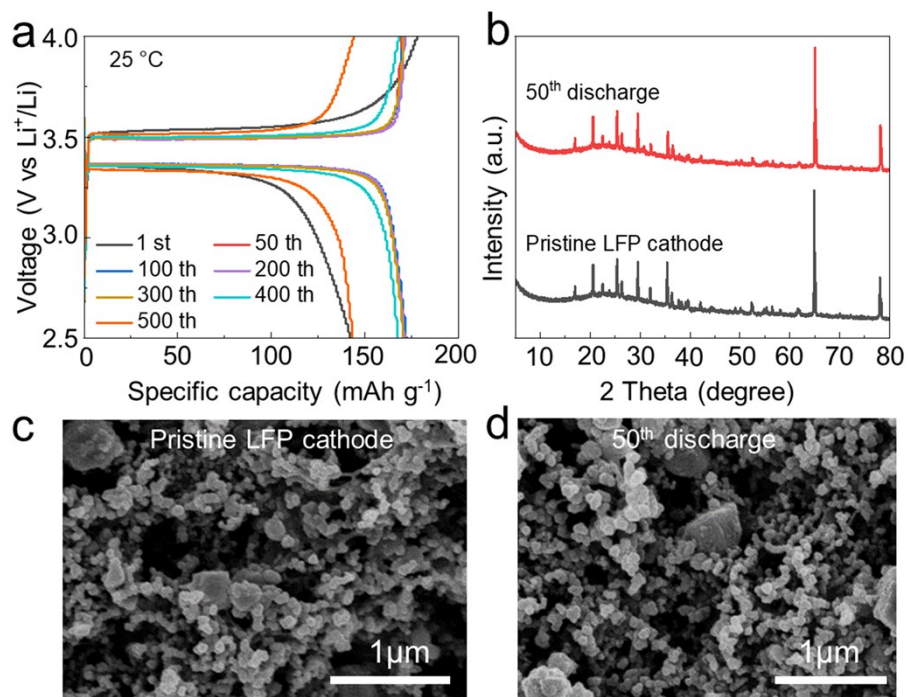 a
25 °C
Voltage (V vs Li⁺/Li)
4.0
3.5
3.0
2.5
1 st
50 th
100 th
200 th
300 th
400 th
500 th
0
50
100
150
200
Specific capacity (mAh g⁻¹)
b
50ᵗʰ discharge
Pristine LFP cathode
Intensity (a.u.)
10
20
30
40
50
60
70
80
2 Theta (degree)
c
Pristine LFP cathode
1μm
d
50ᵗʰ discharge
1μm